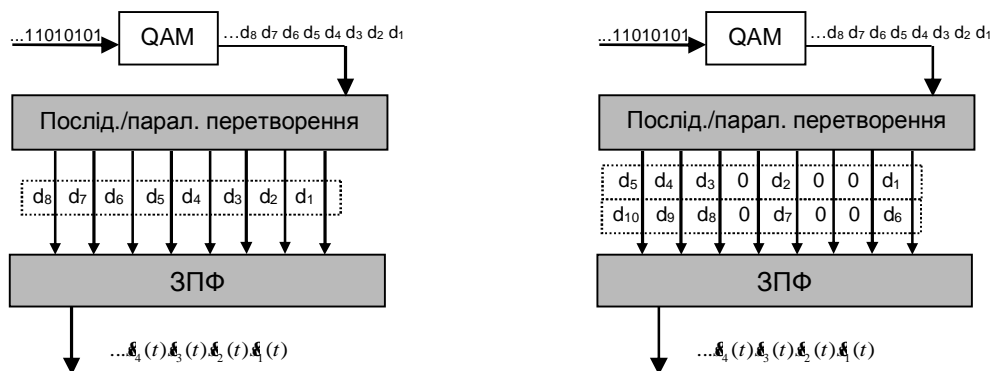 ...11010101
QAM
...d8 d7 d6 d5 d4 d3 d2 d1
Послід./парал. перетворення
d8 d7 d6 d5 d4 d3 d2 d1
ЗПФ
...11010101
QAM
...d8 d7 d6 d5 d4 d3 d2 d1
Послід./парал. перетворення
d5 d4 d3 0 d2 0 0 d1
d10 d9 d8 0 d7 0 0 d6
ЗПФ